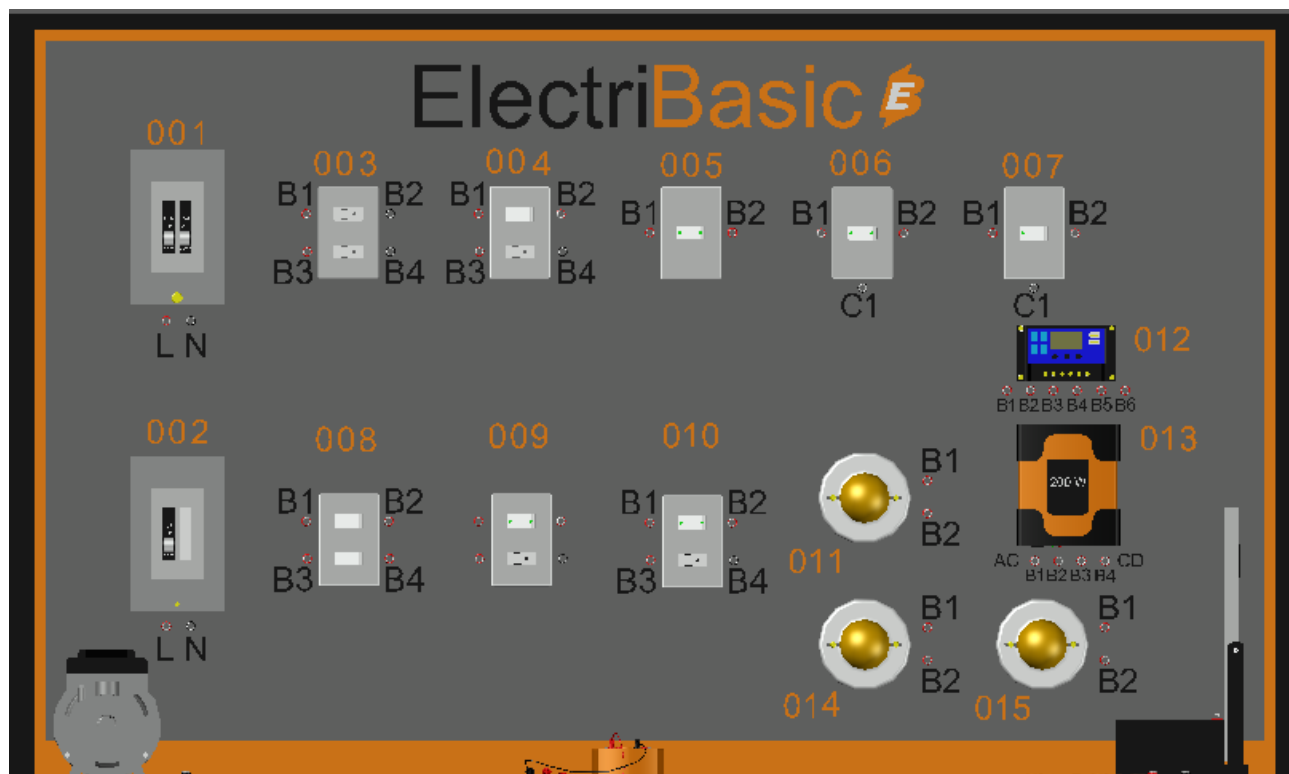 ElectriBasic E
001
003
004
005
006
007
B1 B2
B3 B4
B1 B2
B3 B4
B1 B2
B1 B2
C1
B1 B2
C1
L N
012
B1 B2 B3 B4 B5 B6
002
008
009
010
013
200 W
B1 B2
B3 B4
B1 B2
B3 B4
B1
B2
011
AC B1 B2 B3 B4 CD
L N
B1
B2
014
B1
B2
015